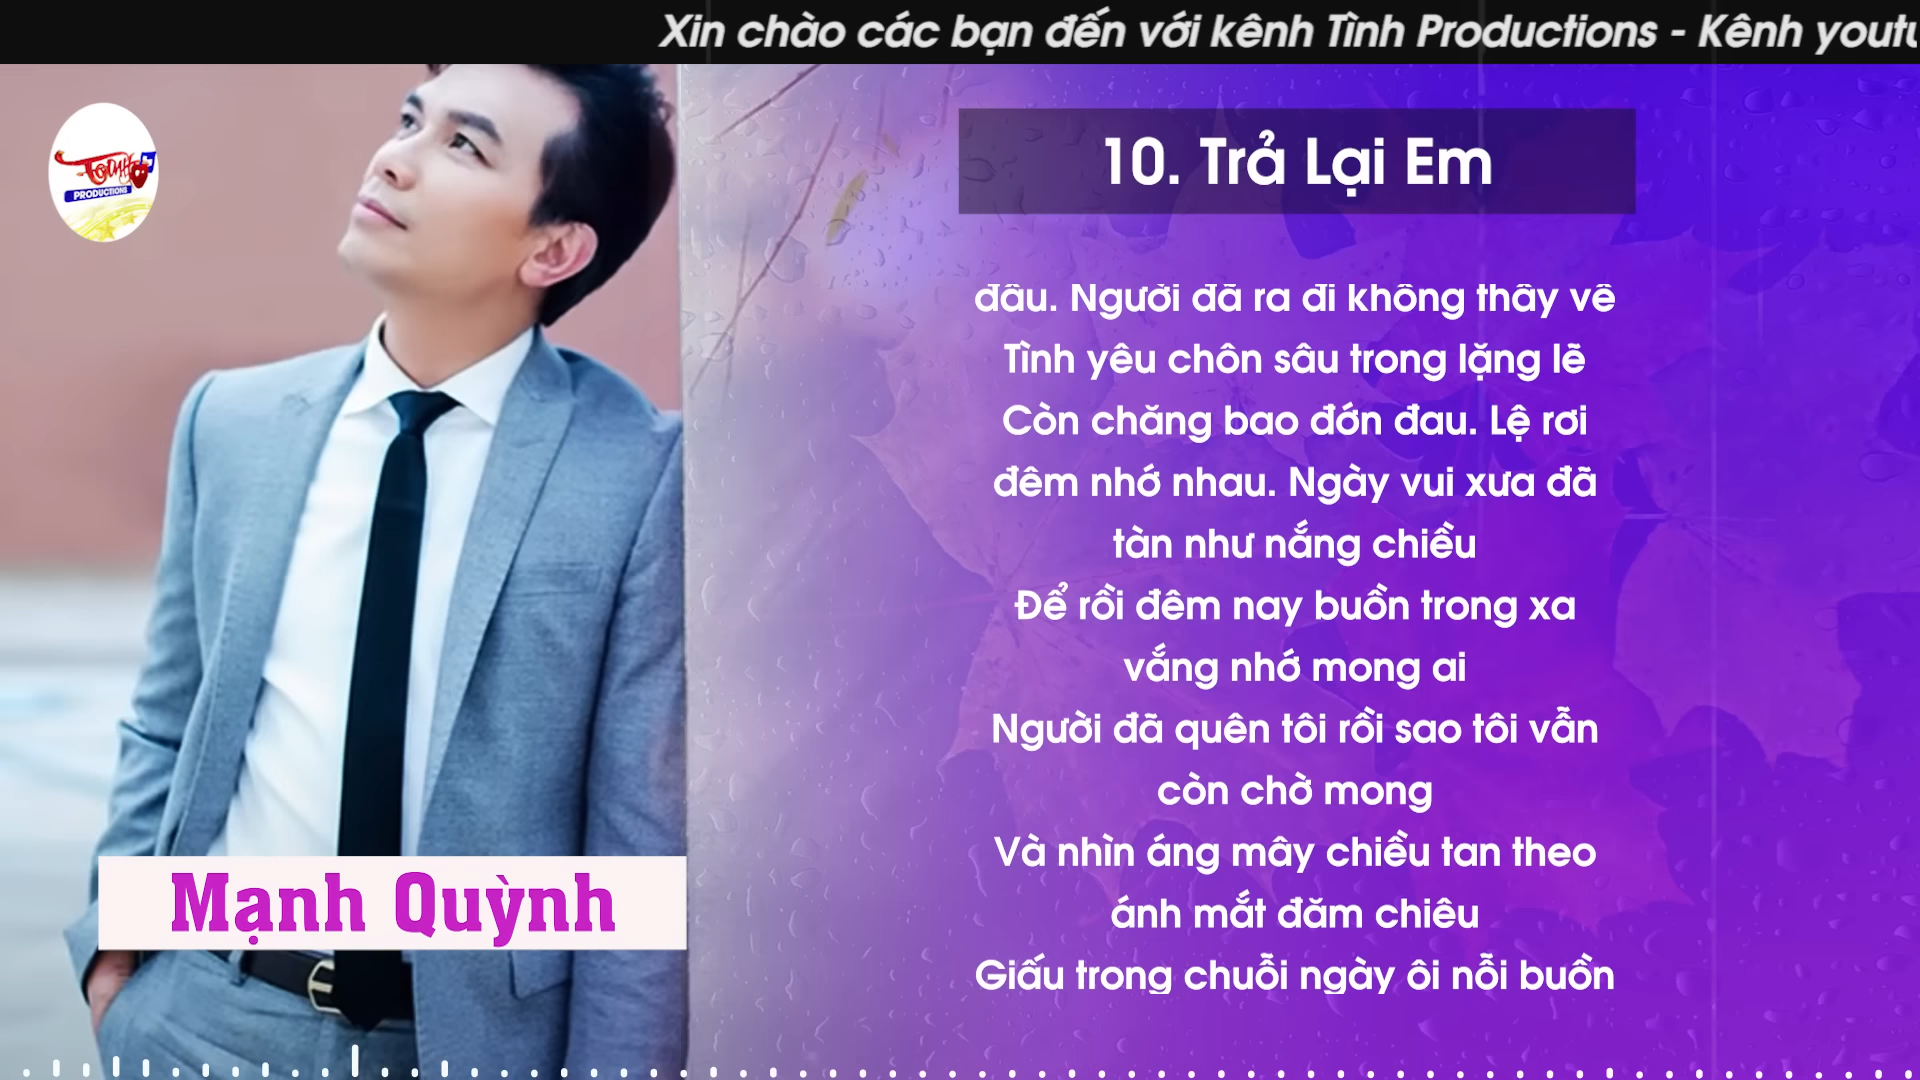 Xin chào các bạn đến với kênh Tình Productions - Kênh youtu
PRODUCTIONS
10. Trả Lại Em
đâu. Người đã ra đi không thấy về
Tình yêu chôn sâu trong lặng lẽ
Còn chăng bao đớn đau. Lệ rơi
đêm nhớ nhau. Ngày vui xưa đã
tàn như nắng chiều
Để rồi đêm nay buồn trong xa
vắng nhớ mong ai
Người đã quên tôi rồi sao tôi vẫn
còn chờ mong
Và nhìn áng mây chiều tan theo
ánh mắt đăm chiêu
Giấu trong chuỗi ngày ôi nỗi buồn
Mạnh Quỳnh